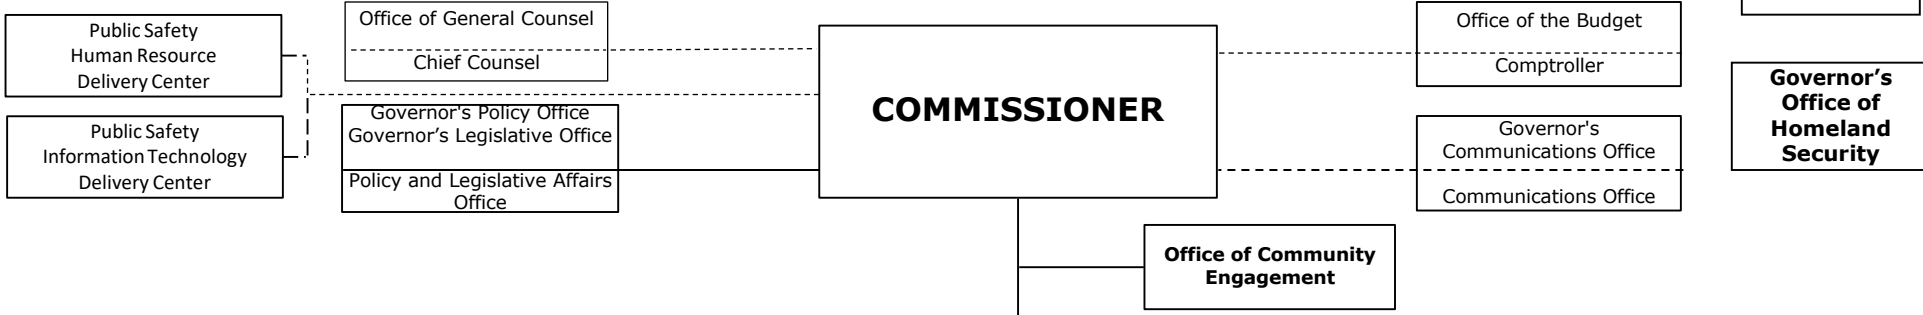 Public Safety
Human Resource
Delivery Center
Public Safety
Information Technology
Delivery Center
Office of General Counsel
Chief Counsel
Governor's Policy Office
Governor’s Legislative Office
Policy and Legislative Affairs
Office
COMMISSIONER
Office of Community
Engagement
Office of the Budget
Comptroller
Governor's
Communications Office
Communications Office
Governor’s
Office of
Homeland
Security